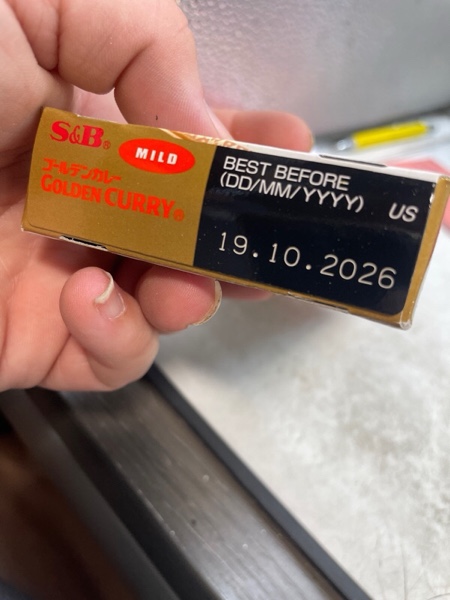 S&B®
MILD
ゴールデンカレー
GOLDEN CURRY®
BEST BEFORE
(DD/MM/YYYY) US
19.10.2026